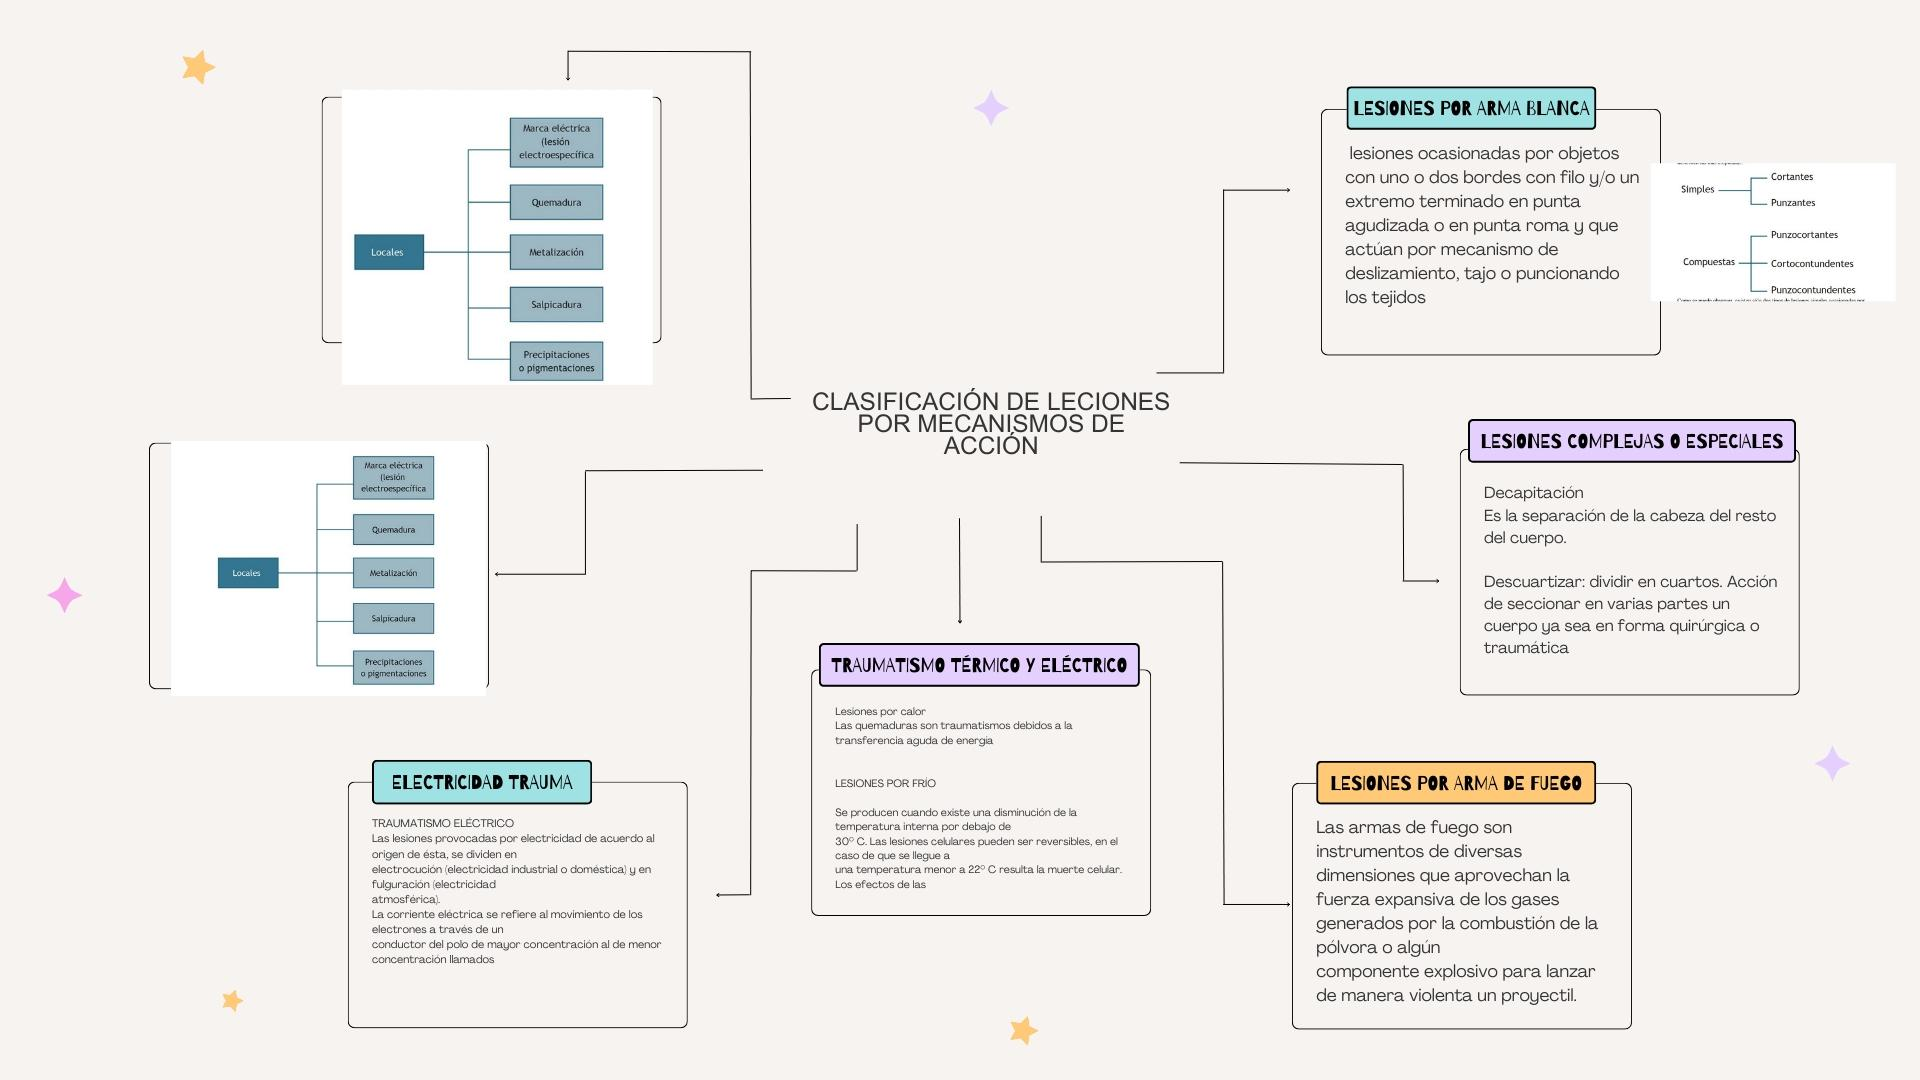 CLASIFICACIÓN DE LECIONES
POR MECANISMOS DE
ACCIÓN
Marca eléctrica
(lesión
electroespecífica
Quemadura
Locales
Metalización
Salpicadura
Precipitaciones
o pigmentaciones
LESIONES POR ARMA BLANCA
lesiones ocasionadas por objetos
con uno o dos bordes con filo y/o un
extremo terminado en punta
agudizada o en punta roma y que
actúan por mecanismo de
deslizamiento, tajo o puncionando
los tejidos
Simples
Cortantes
Punzantes
Compuestas
Punzocortantes
Cortocontundentes
Punzocontundentes
Marca eléctrica
(lesión
electroespecífica
Quemadura
Locales
Metalización
Salpicadura
Precipitaciones
o pigmentaciones
LESIONES COMPLEJAS O ESPECIALES
Decapitación
Es la separación de la cabeza del resto
del cuerpo.
Descuartizar: dividir en cuartos. Acción
de seccionar en varias partes un
cuerpo ya sea en forma quirúrgica o
traumática
TRAUMATISMO TÉRMICO Y ELÉCTRICO
Lesiones por calor
Las quemaduras son traumatismos debidos a la
transferencia aguda de energía
LESIONES POR FRÍO
Se producen cuando existe una disminución de la
temperatura interna por debajo de
30° C. Las lesiones celulares pueden ser reversibles, en el
caso de que se llegue a
una temperatura menor a 22° C resulta la muerte celular.
Los efectos de las
ELECTRICIDAD TRAUMA
TRAUMATISMO ELÉCTRICO
Las lesiones provocadas por electricidad de acuerdo al
origen de ésta, se dividen en
electrocución (electricidad industrial o doméstica) y en
fulguración (electricidad
atmosférica).
La corriente eléctrica se refiere al movimiento de los
electrones a través de un
conductor del polo de mayor concentración al de menor
concentración llamados
LESIONES POR ARMA DE FUEGO
Las armas de fuego son
instrumentos de diversas
dimensiones que aprovechan la
fuerza expansiva de los gases
generados por la combustión de la
pólvora o algún
componente explosivo para lanzar
de manera violenta un proyectil.